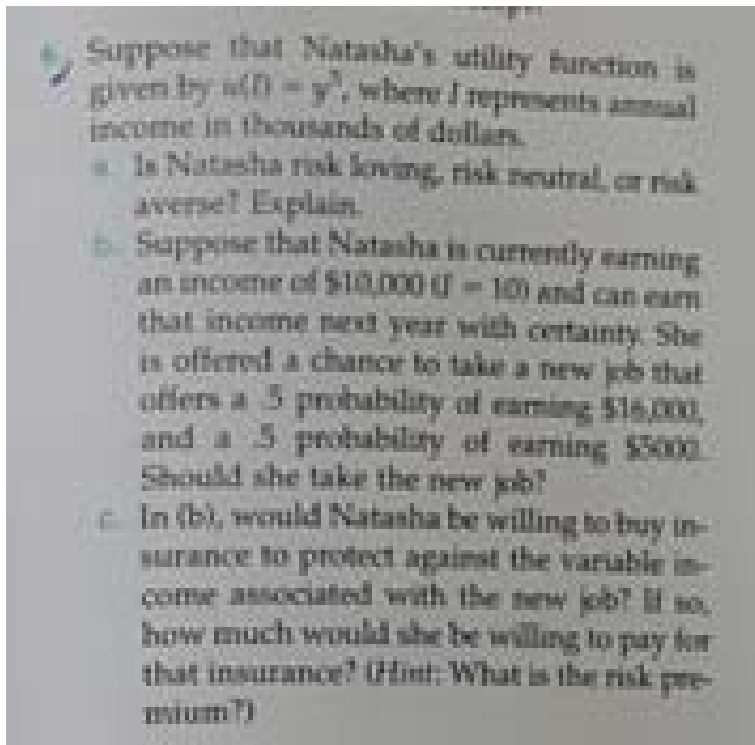 Suppose that Natasha's utility function is
given by u(I) = y⁵, where I represents annual
income in thousands of dollars.
a. Is Natasha risk loving, risk neutral, or risk
averse? Explain.
b. Suppose that Natasha is currently earning
an income of $10,000 (I = 10) and can earn
that income next year with certainty. She
is offered a chance to take a new job that
offers a .5 probability of earning $16,000,
and a .5 probability of earning $5000.
Should she take the new job?
c. In (b), would Natasha be willing to buy in-
surance to protect against the variable in-
come associated with the new job? If so,
how much would she be willing to pay for
that insurance? (Hint: What is the risk pre-
mium?)